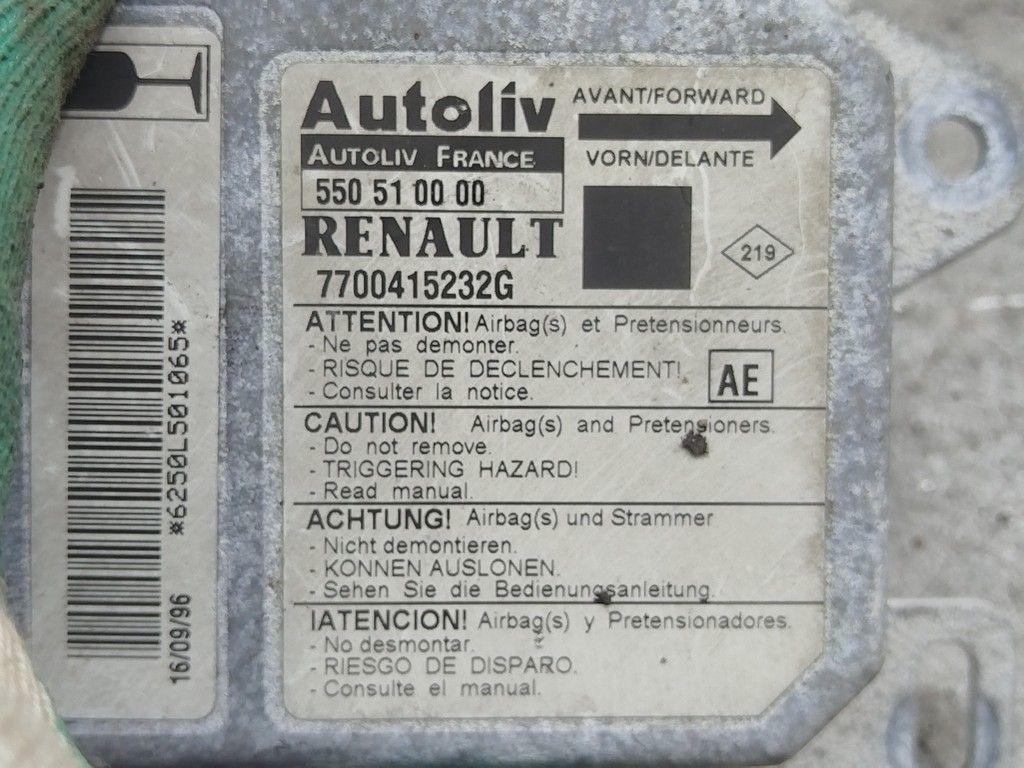 Autoliv
AUTOLIV FRANCE
550 51 00 00
RENAULT
7700415232G
AVANT/FORWARD
VORN/DELANTE
219
ATTENTION! Airbag(s) et Pretensionneurs.
- Ne pas demonter.
- RISQUE DE DECLENCHEMENT!
- Consulter la notice.
AE
CAUTION! Airbag(s) and Pretensioners.
- Do not remove.
- TRIGGERING HAZARD!
- Read manual.
ACHTUNG! Airbag(s) und Strammer
- Nicht demontieren.
- KONNEN AUSLONEN.
- Sehen Sie die Bedienungsanleitung.
IATENCION! Airbag(s) y Pretensionadores.
- No desmontar.
- RIESGO DE DISPARO.
- Consulte el manual.
*6250L501065*
16/09/96